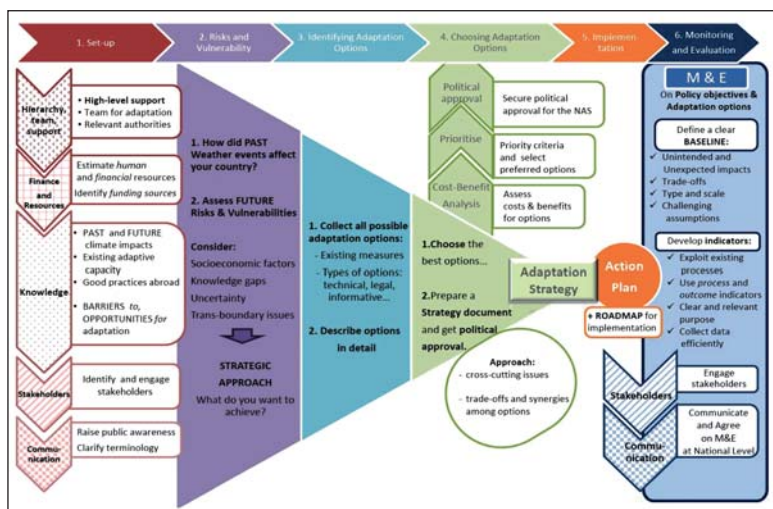 1. Set-up
2. Risks and
Vulnerability
3. Identifying Adaptation
Options
4. Choosing Adaptation
Options
5. Implemen-
tation
6. Monitoring
and Evaluation
Hierarchy,
team,
support
• High-level support
• Team for adaptation
• Relevant authorities
Finance
and
Resources
Estimate human
and financial resources
Identify funding sources
Knowledge
• PAST and FUTURE
climate impacts
• Existing adaptive
capacity
• Good practices abroad
• BARRIERS to,
OPPORTUNITIES for
adaptation
Stakeholders
Identify and engage
stakeholders
Commu-
nication
Raise public awareness
Clarify terminology
1. How did PAST
Weather events affect
your country?
2. Assess FUTURE
Risks & Vulnerabilities
Consider:
Socioeconomic factors
Knowledge gaps
Uncertainty
Trans-boundary issues
STRATEGIC
APPROACH
What do you want to
achieve?
1. Collect all possible
adaptation options:
- Existing measures
- Types of options:
technical, legal,
informative...
2. Describe options
in detail
Political
approval
Secure political
approval for the NAS
Prioritise
Priority criteria
and select
preferred options
Cost-Benefit
Analysis
Assess
costs & benefits
for options
1.Choose the
best options...
2.Prepare a
Strategy document
and get political
approval.
Approach:
- cross-cutting issues
- trade-offs and synergies
among options
Adaptation
Strategy
Action
Plan
+ ROADMAP for
implementation
M & E
On Policy objectives &
Adaptation options
Define a clear
BASELINE:
✓ Unintended and
Unexpected impacts
✓ Trade-offs
✓ Type and scale
✓ Challenging
assumptions
Develop indicators:
✓ Exploit existing
processes
✓ Use process and
outcome indicators
✓ Clear and relevant
purpose
✓ Collect data
efficiently
Stakeholders
Engage
stakeholders
Commu-
nication
Communicate
and Agree
on M&E
at National Level